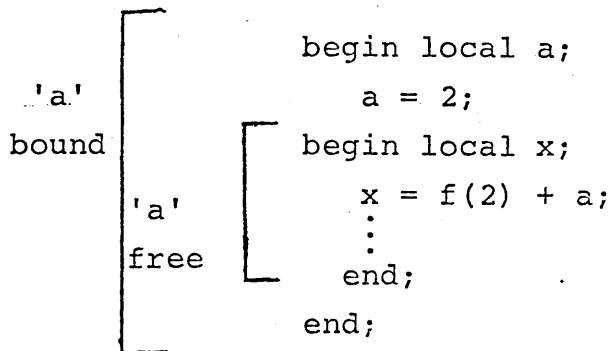 begin local a;
'a'
a = 2;
bound
begin local x;
x = f(2) + a;
'a'
free
end;
end;